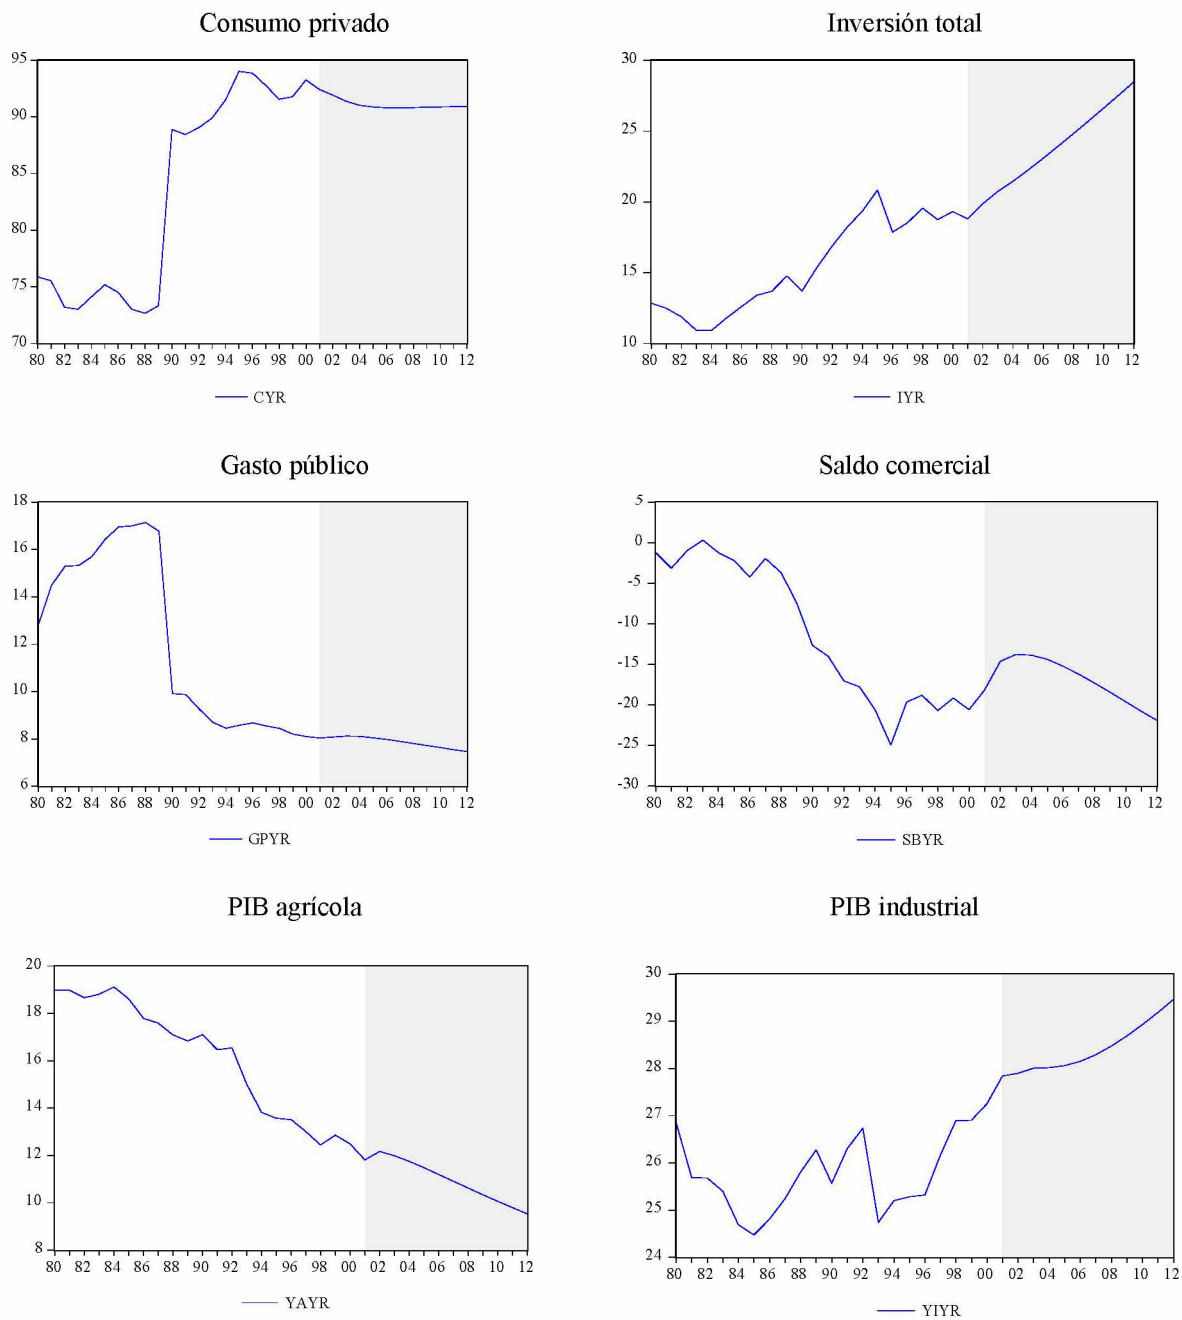 Consumo privado
95
90
85
80
75
70
80 82 84 86 88 90 92 94 96 98 00 02 04 06 08 10 12
CYR
Inversión total
30
25
20
15
10
80 82 84 86 88 90 92 94 96 98 00 02 04 06 08 10 12
IYR
Gasto público
18
16
14
12
10
8
6
80 82 84 86 88 90 92 94 96 98 00 02 04 06 08 10 12
GPYR
Saldo comercial
5
0
-5
-10
-15
-20
-25
-30
80 82 84 86 88 90 92 94 96 98 00 02 04 06 08 10 12
SBYR
PIB agrícola
20
18
16
14
12
10
8
80 82 84 86 88 90 92 94 96 98 00 02 04 06 08 10 12
YAYR
PIB industrial
30
29
28
27
26
25
24
80 82 84 86 88 90 92 94 96 98 00 02 04 06 08 10 12
YIYR